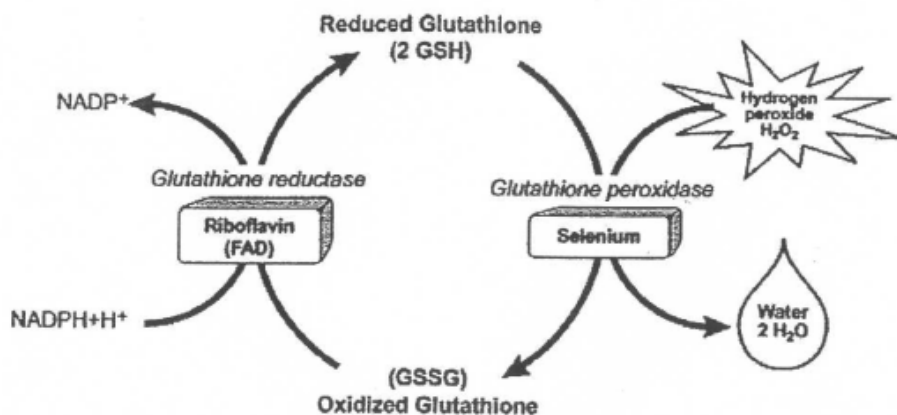 Reduced Glutathione
(2 GSH)
NADP⁺
Hydrogen
peroxide
H₂O₂
Glutathione reductase
Glutathione peroxidase
Riboflavin
(FAD)
Selenium
NADPH+H⁺
Water
2 H₂O
(GSSG)
Oxidized Glutathione